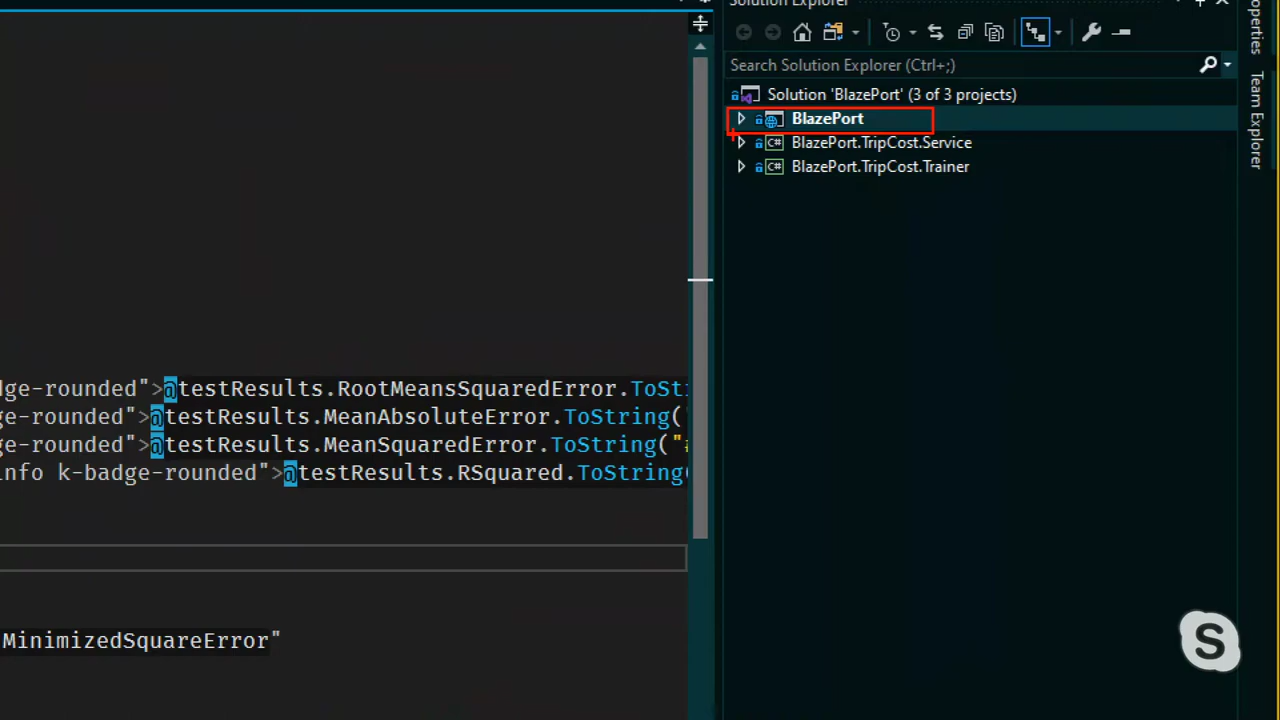 Solution Explorer
Search Solution Explorer (Ctrl+;)
Solution 'BlazePort' (3 of 3 projects)
BlazePort
C# BlazePort.TripCost.Service
C# BlazePort.TripCost.Trainer
operties
Team Explorer
dge-rounded">@testResults.RootMeansSquaredError.ToStri
ge-rounded">@testResults.MeanAbsoluteError.ToString(
ge-rounded">@testResults.MeanSquaredError.ToString("#
info k-badge-rounded">@testResults.RSquared.ToString(
MinimizedSquareError"
S